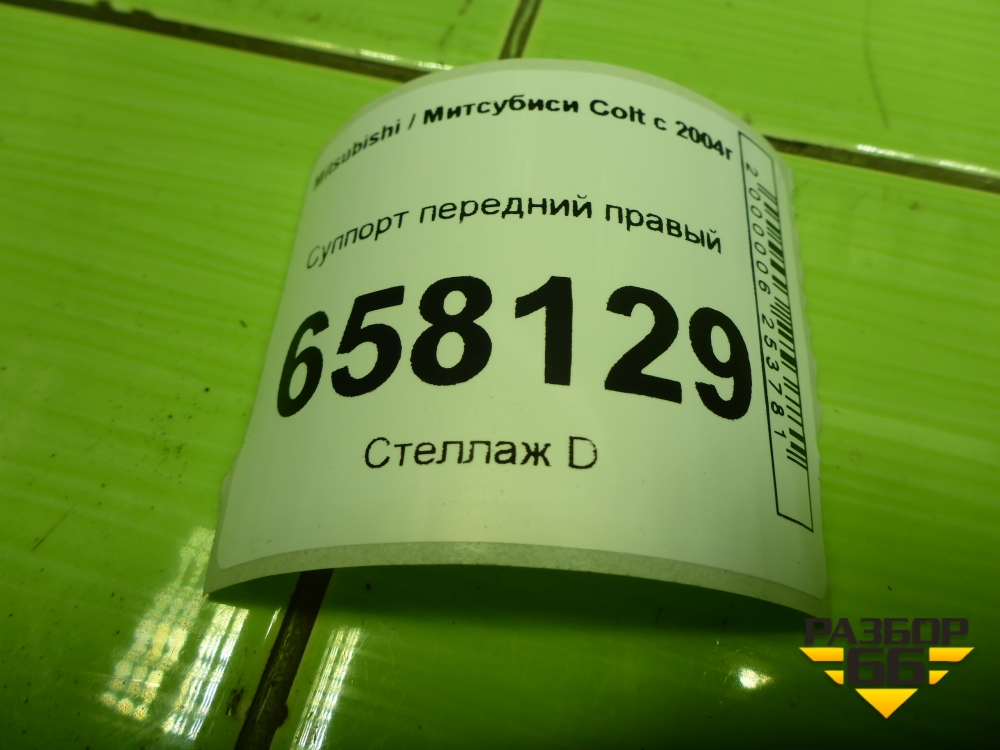 Mitsubishi / Митсубиси Colt с 2004г
Суппорт передний правый
658129
Стеллаж D
2000006253781
РАЗБОР
66